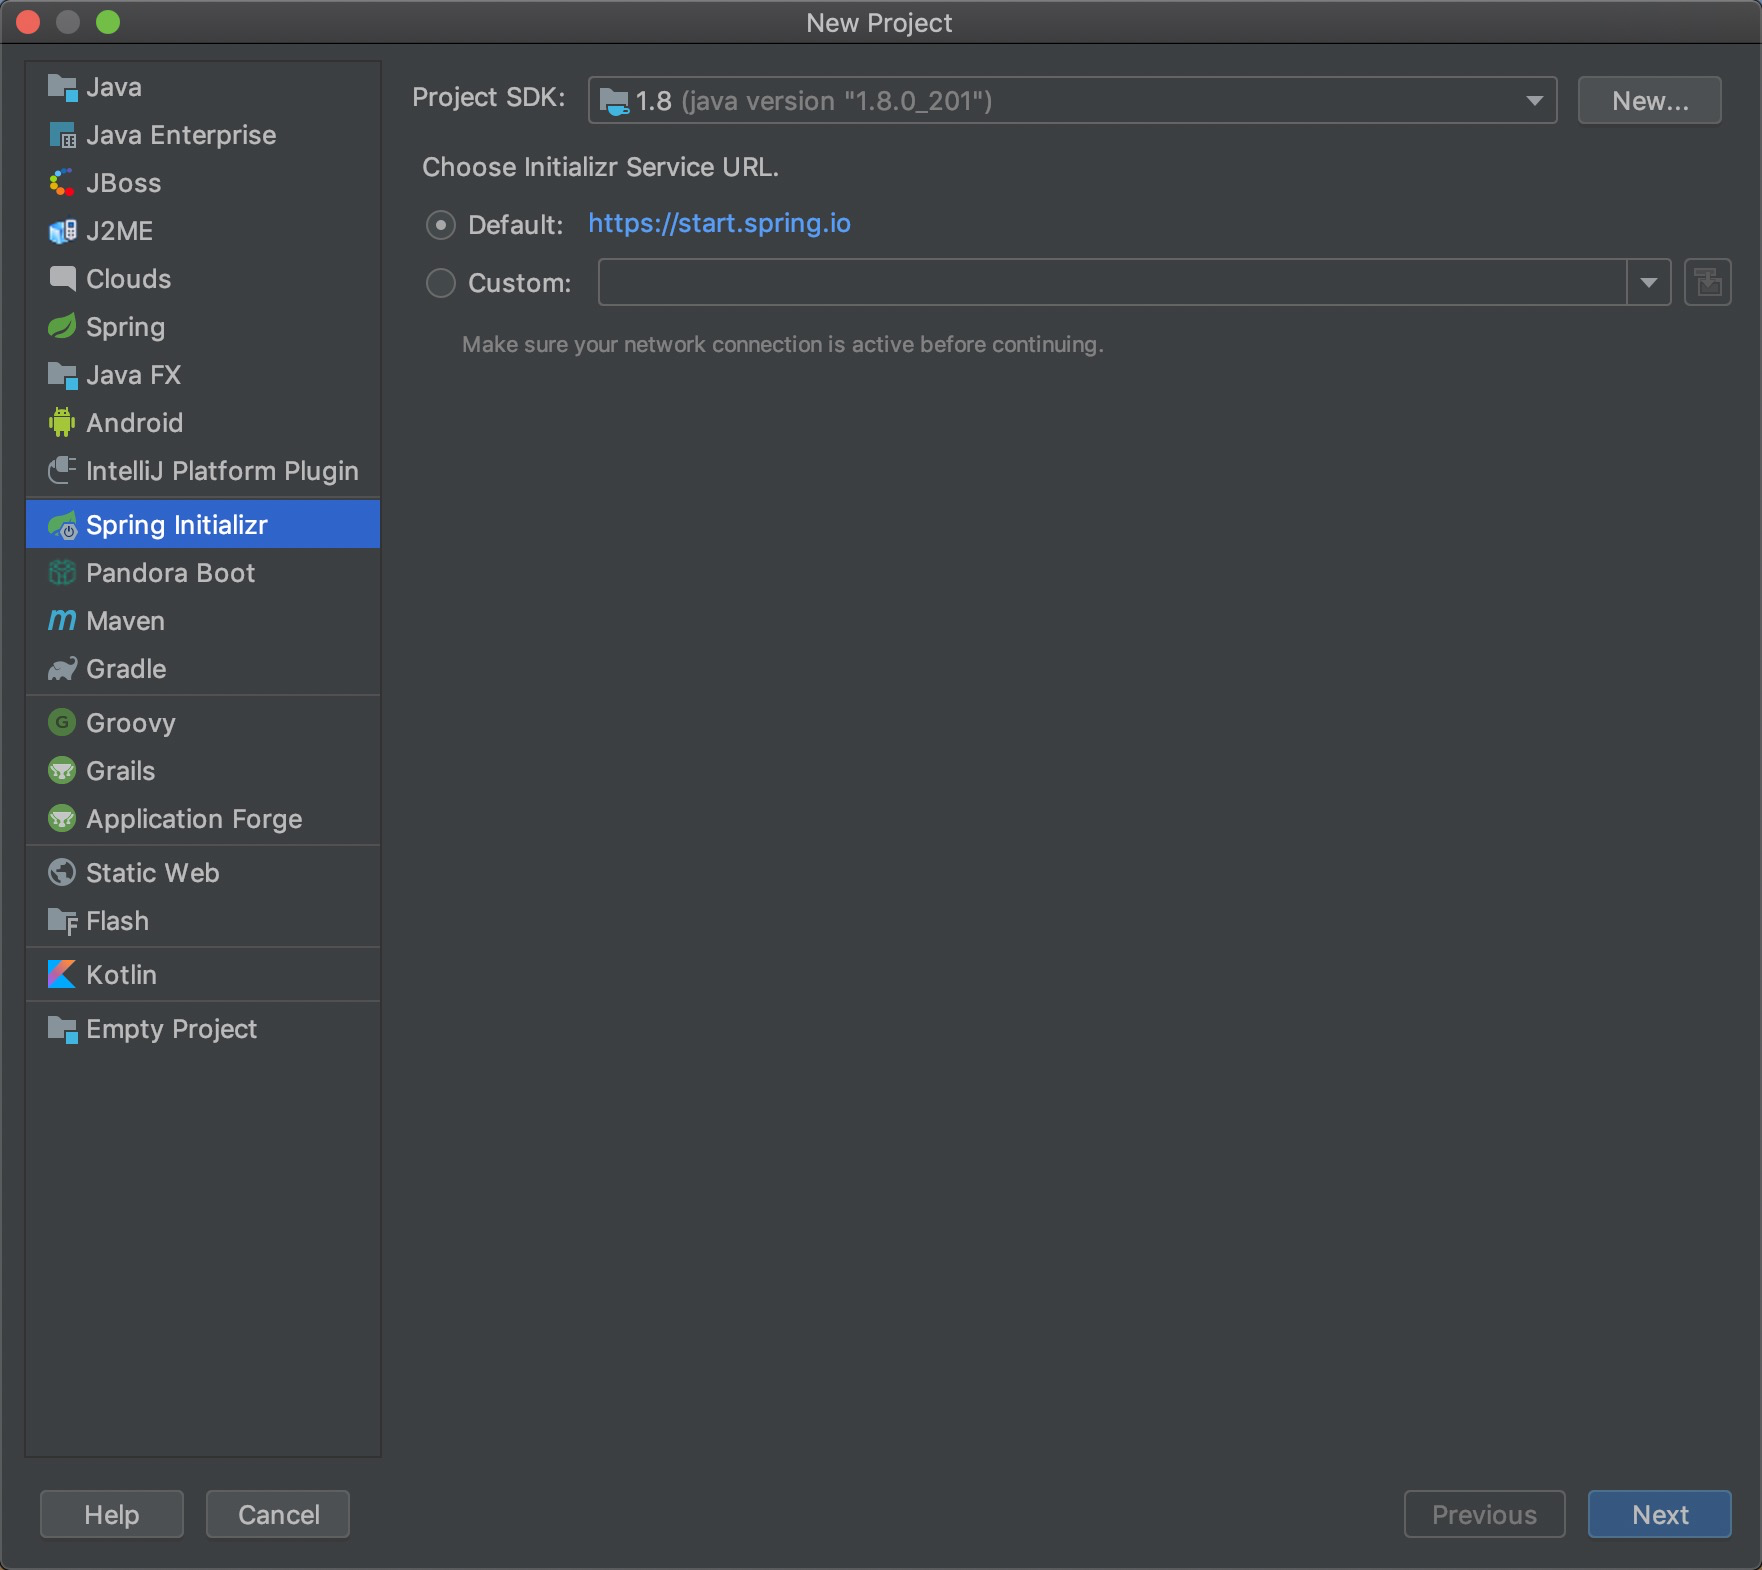 New Project
Java
Java Enterprise
JBoss
J2ME
Clouds
Spring
Java FX
Android
IntelliJ Platform Plugin
Spring Initializr
Pandora Boot
Maven
Gradle
Groovy
Grails
Application Forge
Static Web
Flash
Kotlin
Empty Project
Project SDK: 1.8 (java version "1.8.0_201") New...
Choose Initializr Service URL.
Default: https://start.spring.io
Custom:
Make sure your network connection is active before continuing.
Help Cancel Previous Next